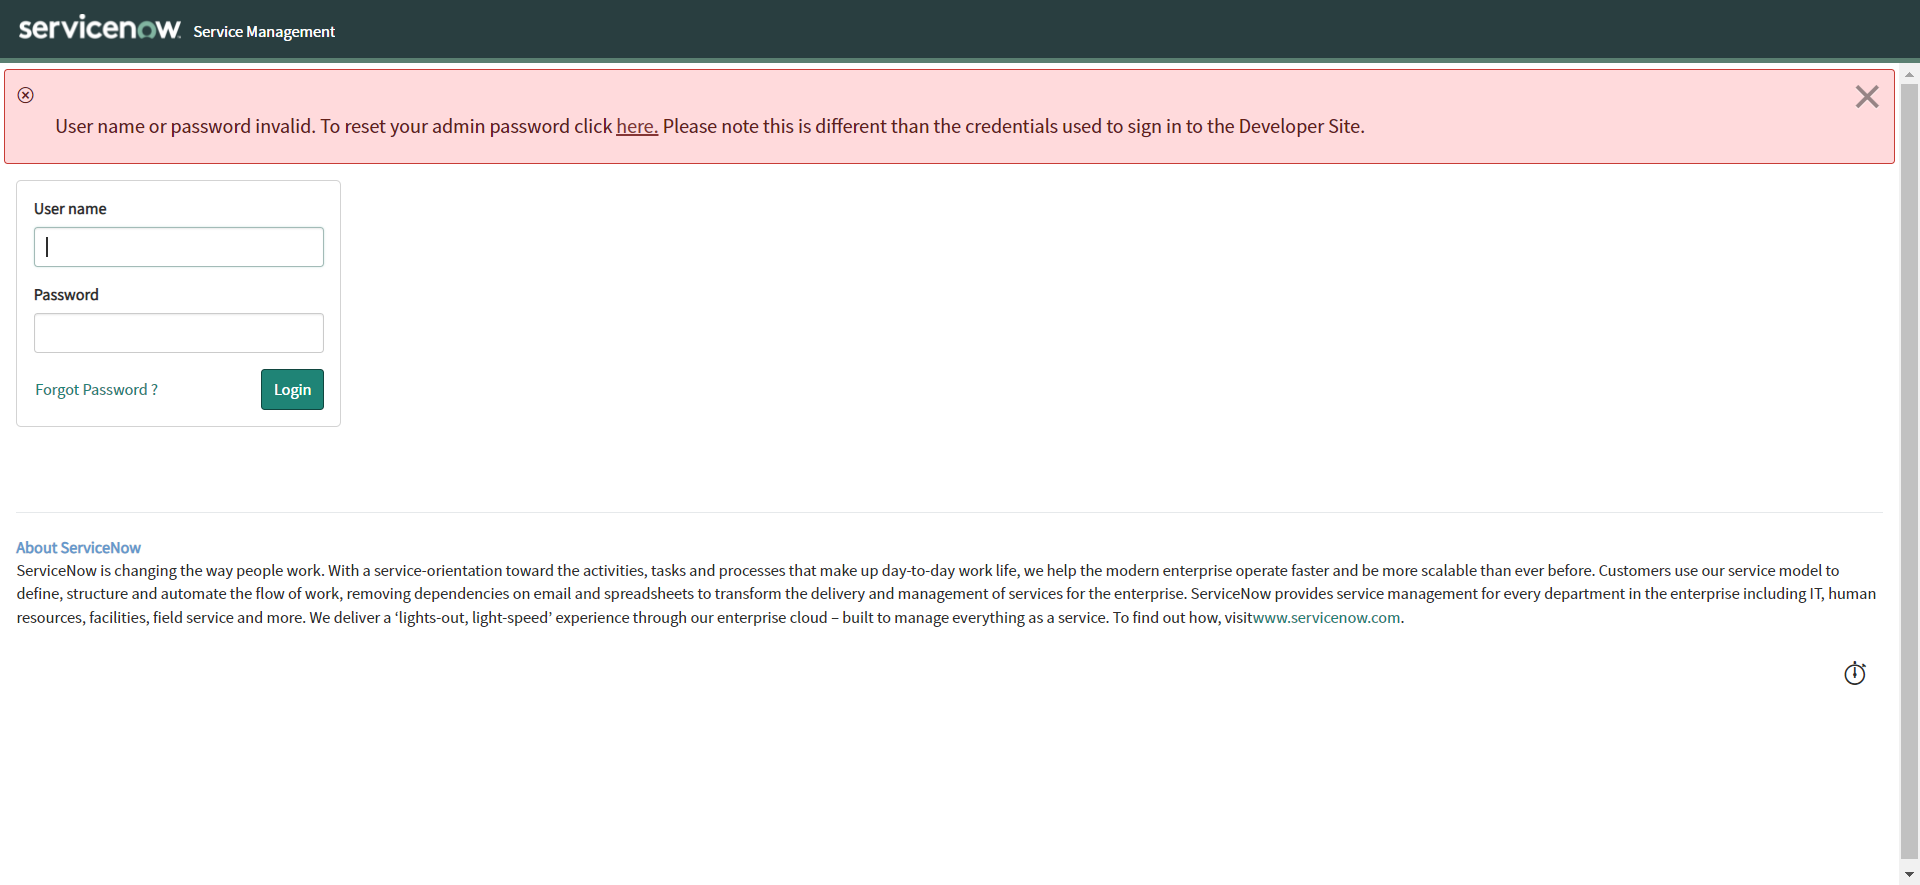 servicenow. Service Management
User name or password invalid. To reset your admin password click here. Please note this is different than the credentials used to sign in to the Developer Site.
User name
Password
Forgot Password ? Login
About ServiceNow
ServiceNow is changing the way people work. With a service-orientation toward the activities, tasks and processes that make up day-to-day work life, we help the modern enterprise operate faster and be more scalable than ever before. Customers use our service model to
define, structure and automate the flow of work, removing dependencies on email and spreadsheets to transform the delivery and management of services for the enterprise. ServiceNow provides service management for every department in the enterprise including IT, human
resources, facilities, field service and more. We deliver a ‘lights-out, light-speed’ experience through our enterprise cloud – built to manage everything as a service. To find out how, visitwww.servicenow.com.